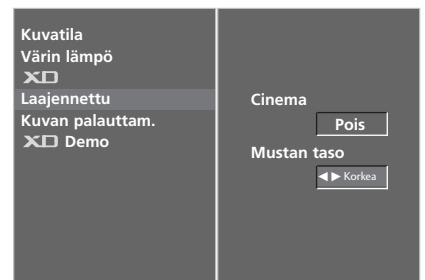 Kuvatila
Värin lämpö
XD
Laajennettu
Kuvan palauttam.
XD Demo
Cinema
Pois
Mustan taso
◀ ▶ Korkea